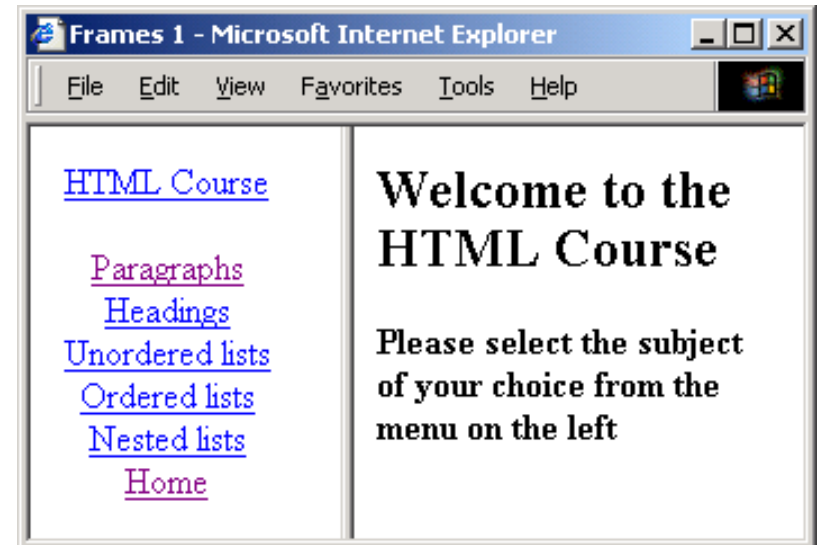 Frames 1 - Microsoft Internet Explorer
File Edit View Favorites Tools Help
HTML Course
Paragraphs
Headings
Unordered lists
Ordered lists
Nested lists
Home
Welcome to the
HTML Course
Please select the subject
of your choice from the
menu on the left